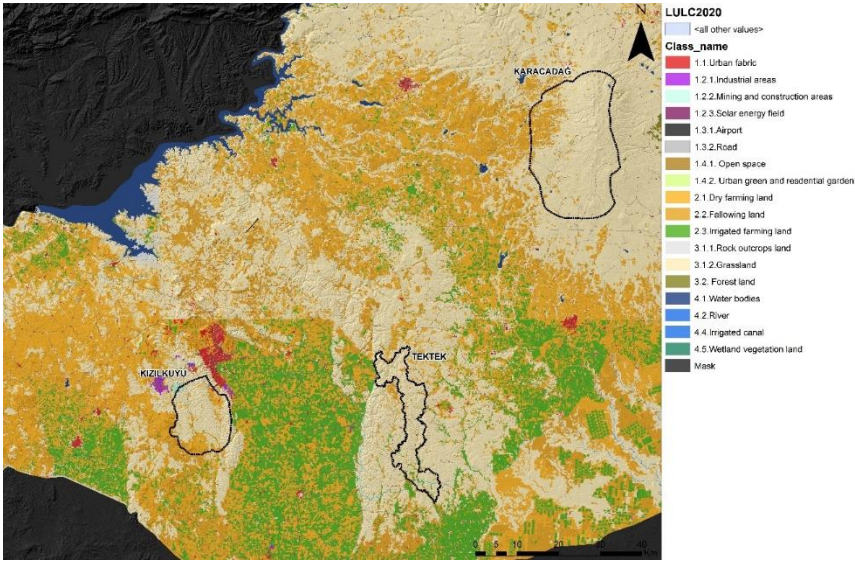 N
KARACADAĞ
KIZILKUYU
TEKTEK
0 5 10 20 30 40
Km
LULC2020
<all other values>
Class_name
1.1.Urban fabric
1.2.1.Industrial areas
1.2.2.Mining and construction areas
1.2.3.Solar energy field
1.3.1.Airport
1.3.2.Road
1.4.1. Open space
1.4.2. Urban green and readential garden
2.1.Dry farming land
2.2.Fallowing land
2.3.Irrigated farming land
3.1.1.Rock outcrops land
3.1.2.Grassland
3.2. Forest land
4.1.Water bodies
4.2.River
4.4.Irrigated canal
4.5.Wetland vegetation land
Mask